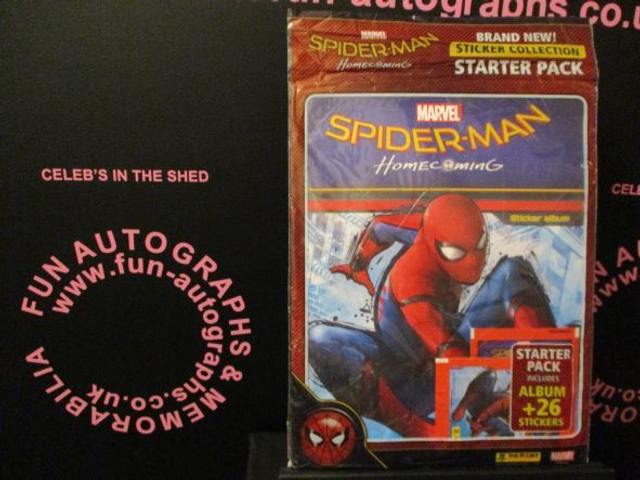 fun-autographs.co.u
CELEB'S IN THE SHED
FUN AUTOGRAPHS & MEMORABILIA
www.fun-autographs.co.uk
MARVEL
SPIDER-MAN
HOMECOMING
BRAND NEW!
STICKER COLLECTION
STARTER PACK
MARVEL
SPIDER-MAN
HOMECOMING
Sticker album
STARTER
PACK
INCLUDES
ALBUM
+26
STICKERS
PANINI
MARVEL
CELE